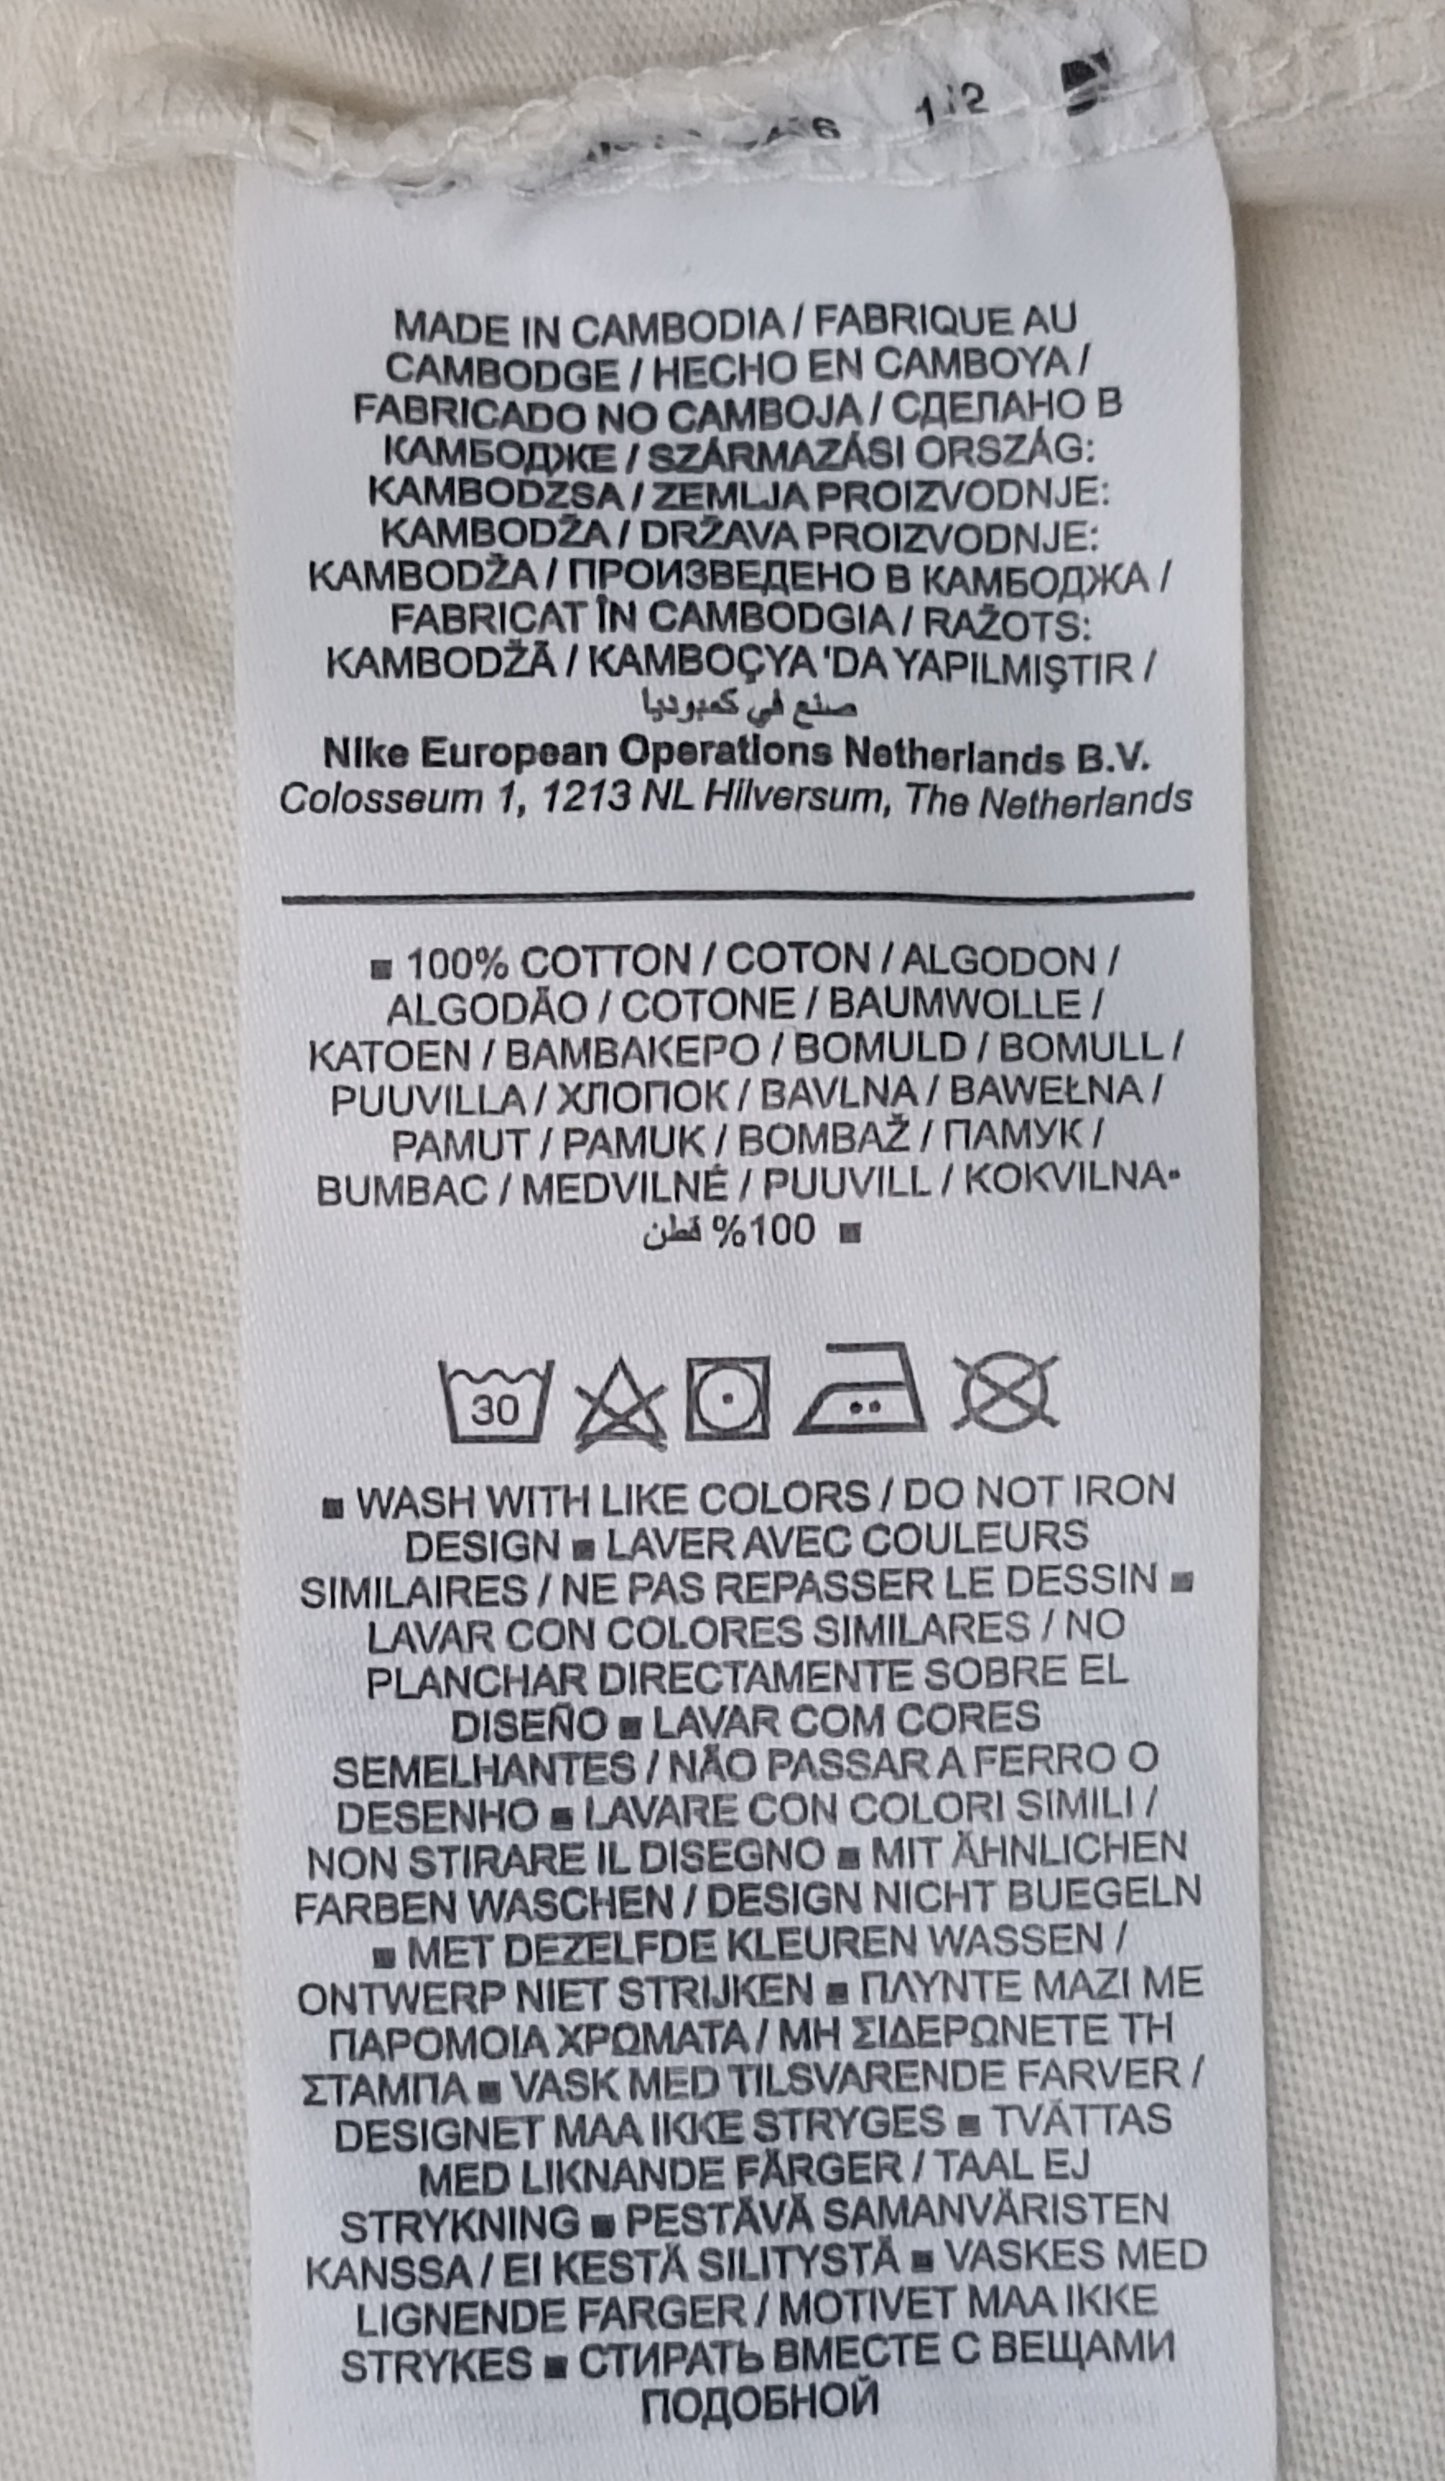 MADE IN CAMBODIA / FABRIQUE AU
CAMBODGE / HECHO EN CAMBOYA /
FABRICADO NO CAMBOJA / СДЕЛАНО В
КАМБОДЖЕ / SZÁRMAZÁSI ORSZÁG:
KAMBODZSA / ZEMLJA PROIZVODNJE:
KAMBODŽA / DRŽAVA PROIZVODNJE:
KAMBODŽA / ПРОИЗВЕДЕНО В КАМБОДЖА /
FABRICAT ÎN CAMBODGIA / RAŽOTS:
KAMBODŽĀ / KAMBOÇYA 'DA YAPILMIŞTIR /
صنع في كمبوديا
Nike European Operations Netherlands B.V.
Colosseum 1, 1213 NL Hilversum, The Netherlands
■ 100% COTTON / COTON / ALGODON /
ALGODÃO / COTONE / BAUMWOLLE /
KATOEN / ΒΑΜΒΑΚΕΡΟ / BOMULD / BOMULL /
PUUVILLA / ХЛОПОК / BAVLNA / BAWEŁNA /
PAMUT / PAMUK / BOMBAŽ / ПАМУК /
BUMBAC / MEDVILNĖ / PUUVILL / KOKVILNA▪
■ 100% قطن
30
■ WASH WITH LIKE COLORS / DO NOT IRON
DESIGN ■ LAVER AVEC COULEURS
SIMILAIRES / NE PAS REPASSER LE DESSIN ■
LAVAR CON COLORES SIMILARES / NO
PLANCHAR DIRECTAMENTE SOBRE EL
DISEÑO ■ LAVAR COM CORES
SEMELHANTES / NÃO PASSAR A FERRO O
DESENHO ■ LAVARE CON COLORI SIMILI /
NON STIRARE IL DISEGNO ■ MIT ÄHNLICHEN
FARBEN WASCHEN / DESIGN NICHT BUEGELN
■ MET DEZELFDE KLEUREN WASSEN /
ONTWERP NIET STRIJKEN ■ ΠΛΥΝΤΕ ΜΑΖΙ ΜΕ
ΠΑΡΟΜΟΙΑ ΧΡΩΜΑΤΑ / ΜΗ ΣΙΔΕΡΩΝΕΤΕ ΤΗ
ΣΤΑΜΠΑ ■ VASK MED TILSVARENDE FARVER /
DESIGNET MAA IKKE STRYGES ■ TVÄTTAS
MED LIKNANDE FÄRGER / TAAL EJ
STRYKNING ■ PESTÄVÄ SAMANVÄRISTEN
KANSSA / EI KESTÄ SILITYSTÄ ■ VASKES MED
LIGNENDE FARGER / MOTIVET MAA IKKE
STRYKES ■ СТИРАТЬ ВМЕСТЕ С ВЕЩАМИ
ПОДОБНОЙ